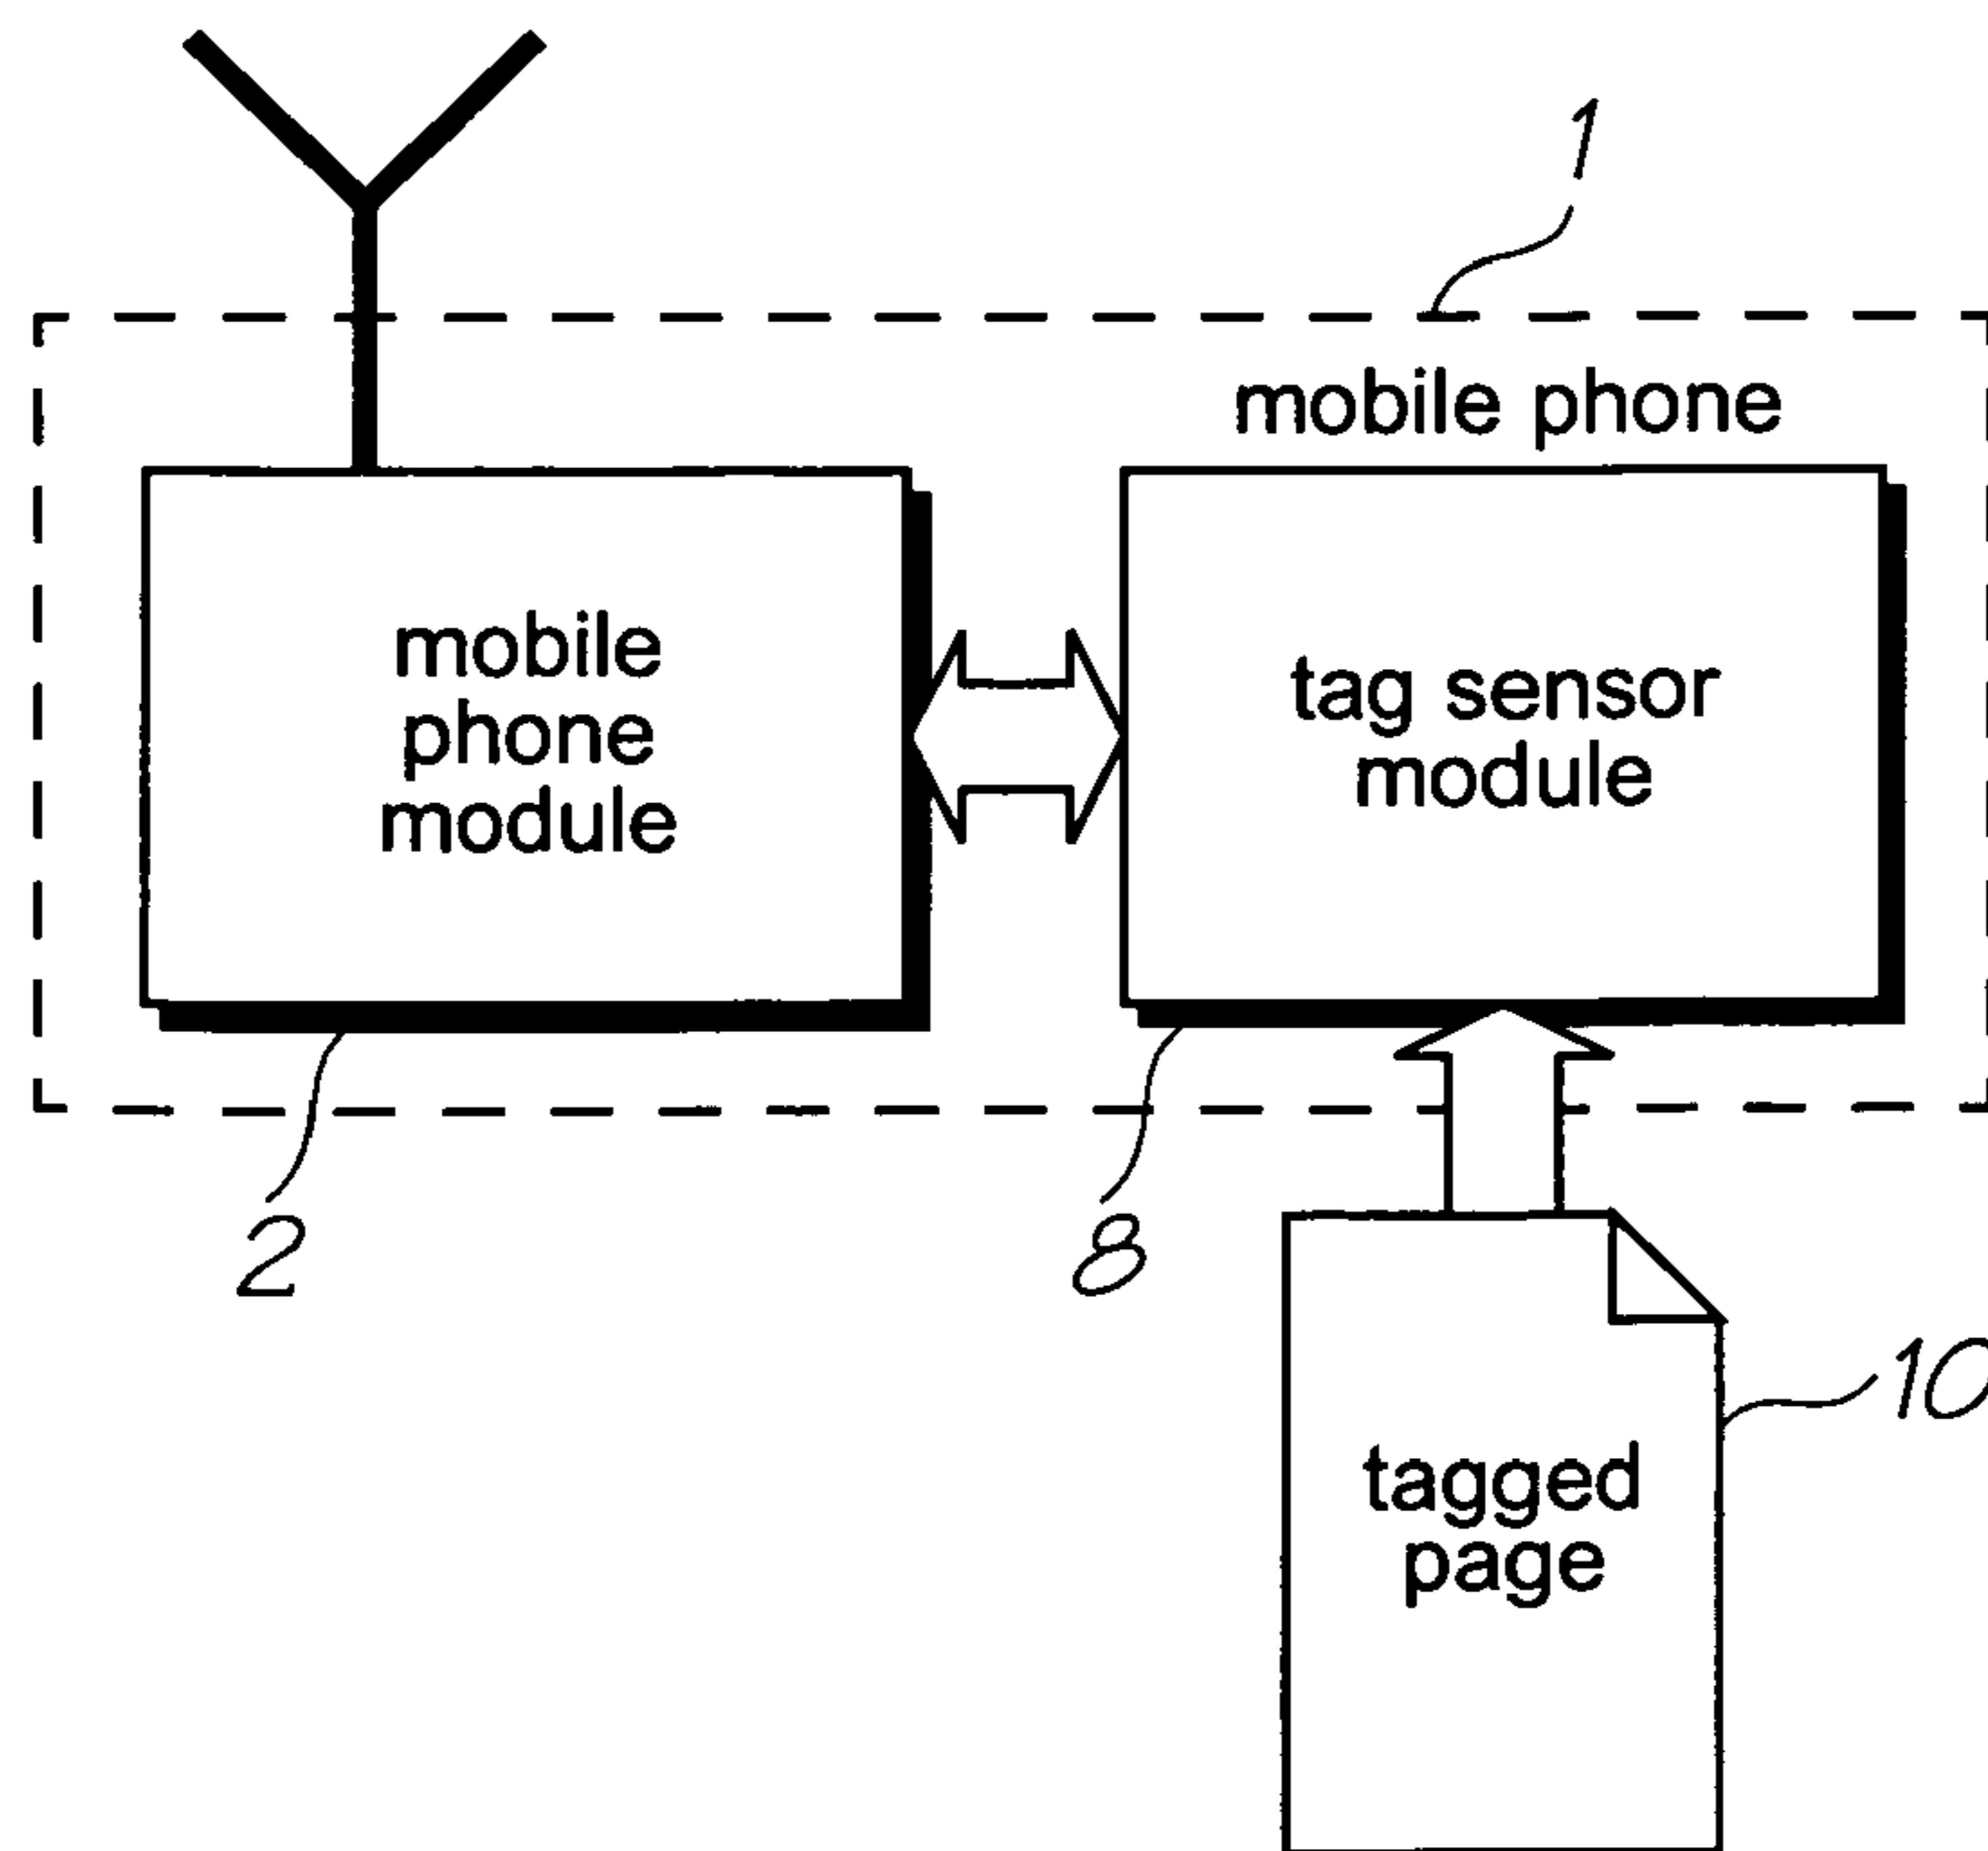 1
mobile phone
mobile
phone
module
tag sensor
module
2
8
10
tagged
page